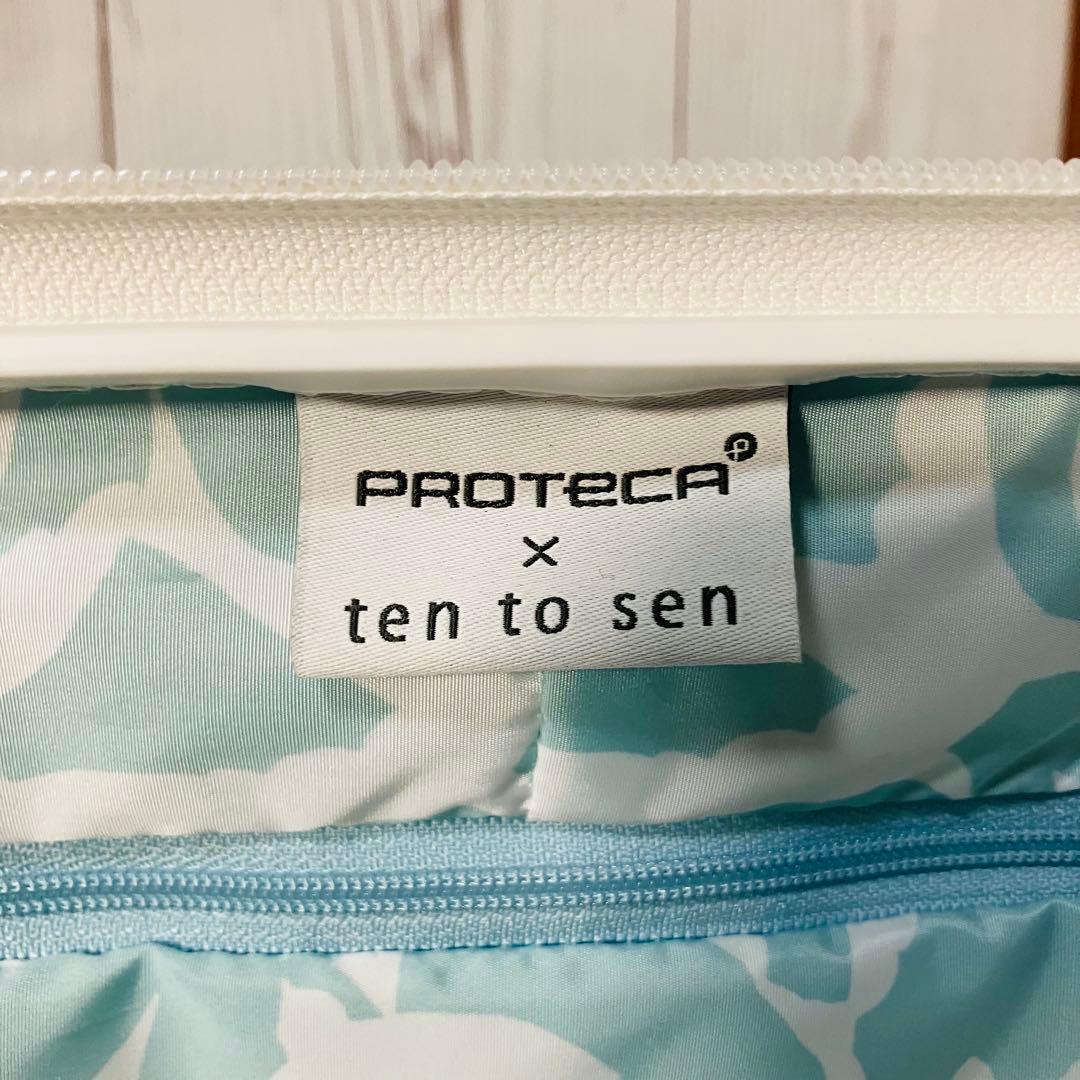 PROTeCA P
×
ten to sen